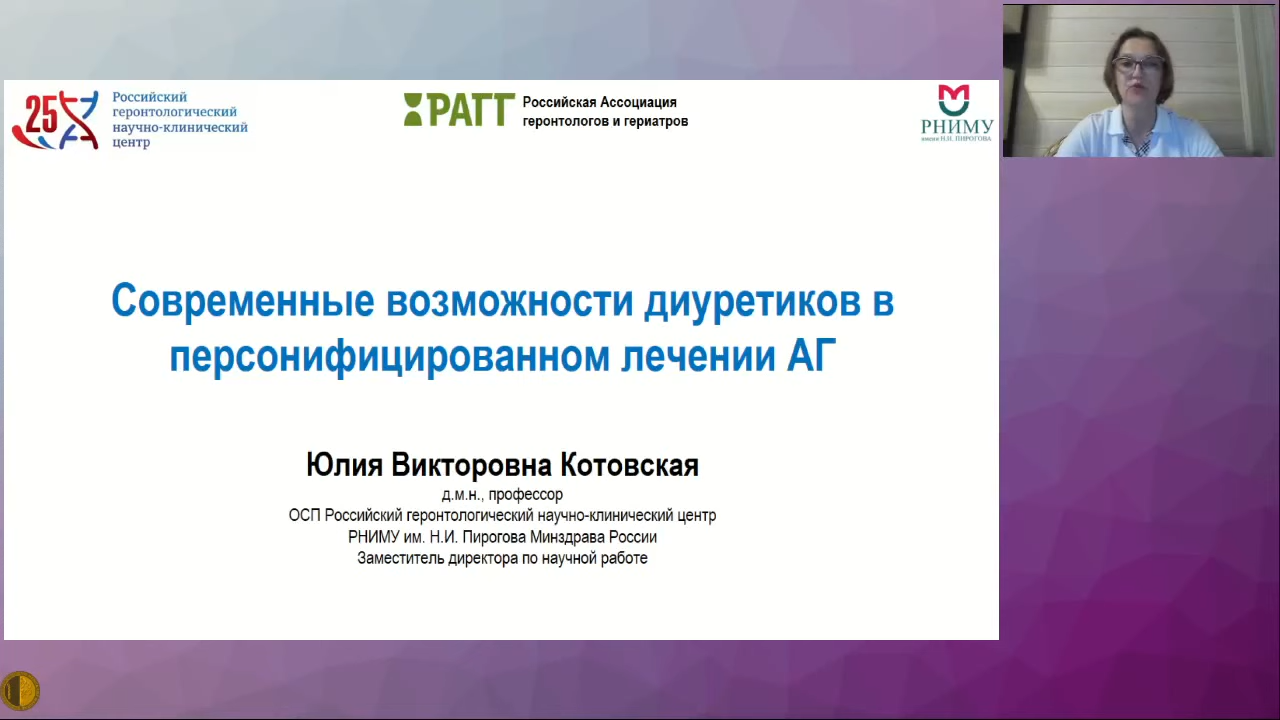 25
Российский
геронтологический
научно-клинический
центр
РАГГ
Российская Ассоциация
геронтологов и гериатров
РНИМУ
имени Н.И. ПИРОГОВА
Современные возможности диуретиков в
персонифицированном лечении АГ
Юлия Викторовна Котовская
д.м.н., профессор
ОСП Российский геронтологический научно-клинический центр
РНИМУ им. Н.И. Пирогова Минздрава России
Заместитель директора по научной работе